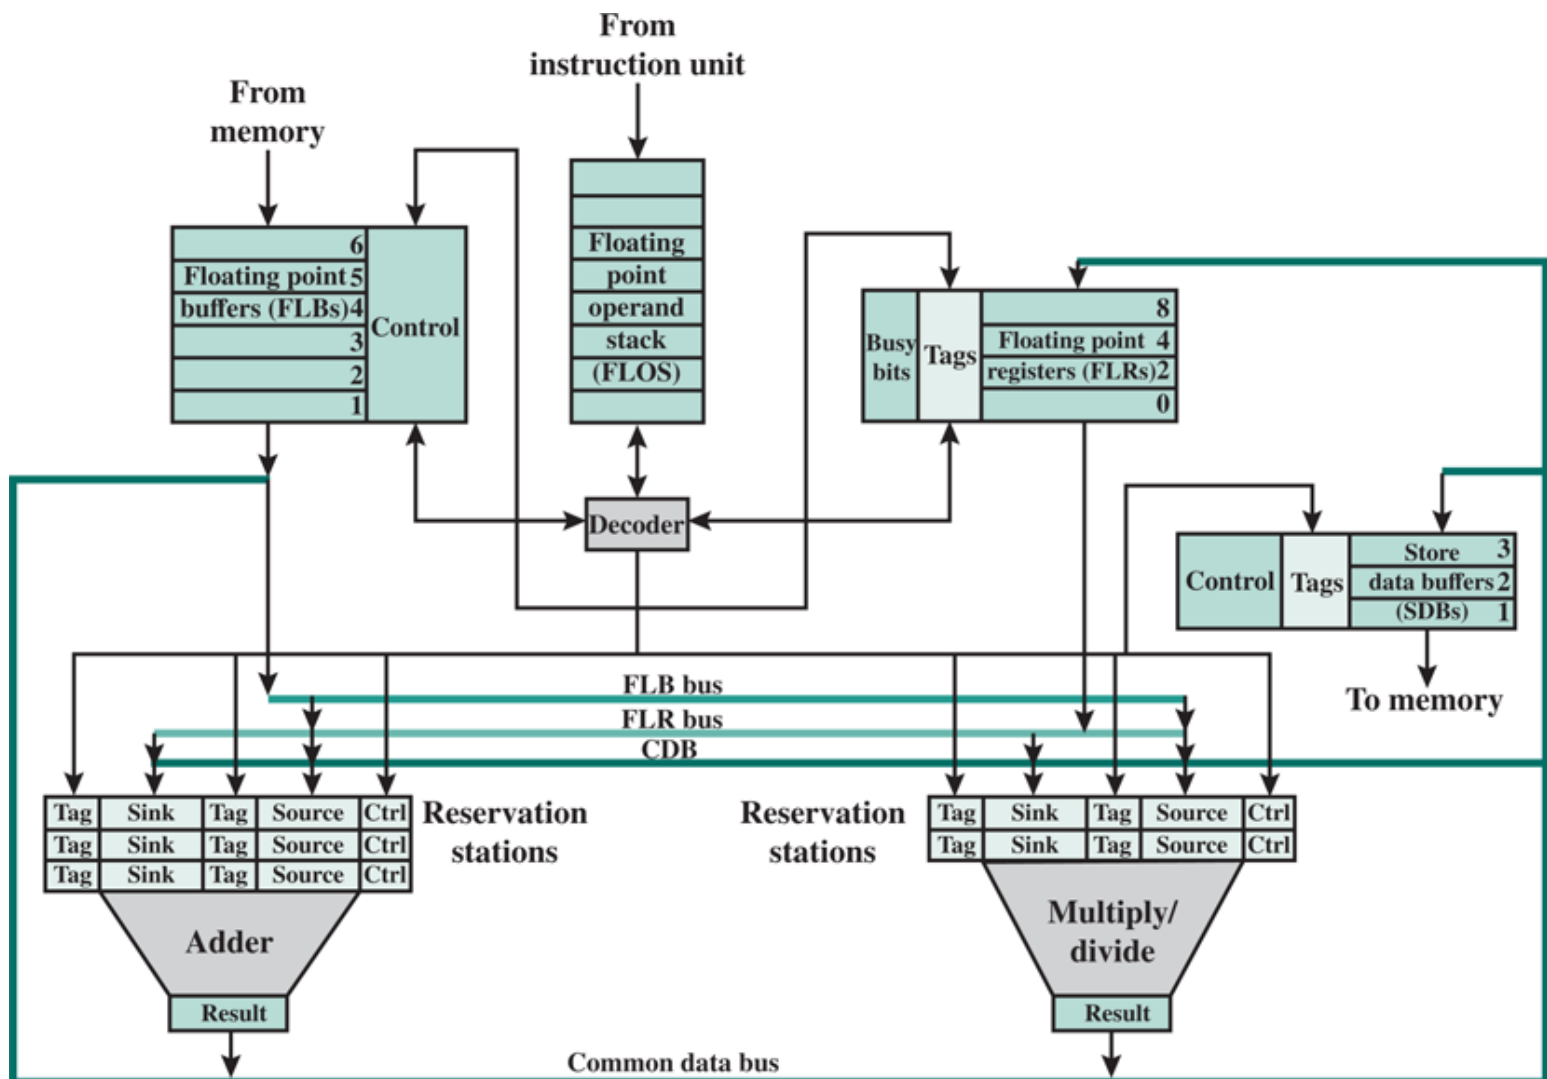 From
instruction unit
From
memory
6
Floating point 5
buffers (FLBs) 4
3
2
1
Control
Floating
point
operand
stack
(FLOS)
Busy
bits
Tags
8
Floating point 4
registers (FLRs) 2
0
Decoder
Control
Tags
Store 3
data buffers 2
(SDBs) 1
To memory
FLB bus
FLR bus
CDB
Tag Sink Tag Source Ctrl
Tag Sink Tag Source Ctrl
Tag Sink Tag Source Ctrl
Reservation
stations
Reservation
stations
Tag Sink Tag Source Ctrl
Tag Sink Tag Source Ctrl
Adder
Multiply/
divide
Result
Result
Common data bus